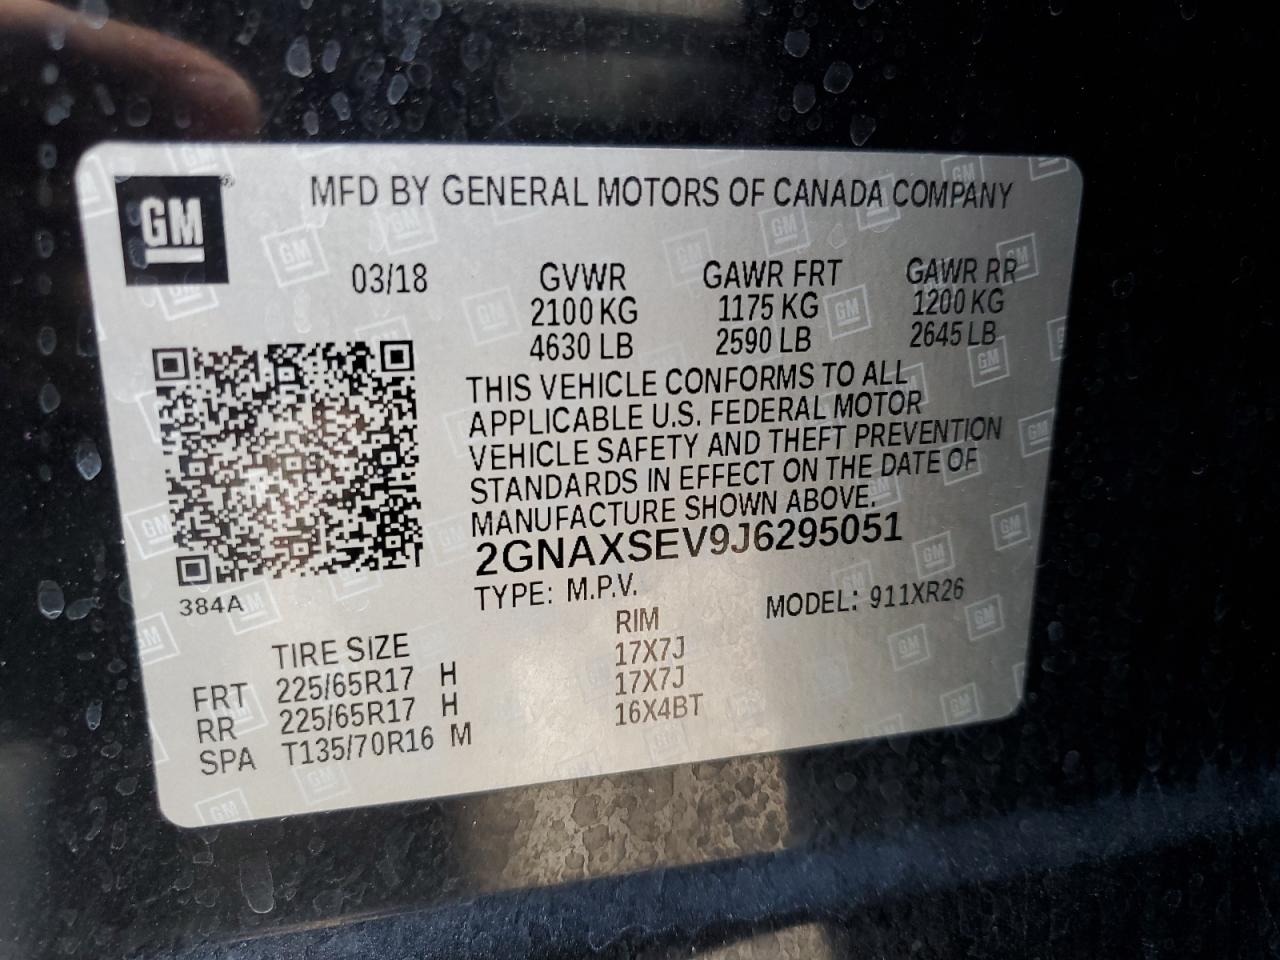 GM
MFD BY GENERAL MOTORS OF CANADA COMPANY
03/18 GVWR GAWR FRT GAWR RR
2100 KG 1175 KG 1200 KG
4630 LB 2590 LB 2645 LB
THIS VEHICLE CONFORMS TO ALL
APPLICABLE U.S. FEDERAL MOTOR
VEHICLE SAFETY AND THEFT PREVENTION
STANDARDS IN EFFECT ON THE DATE OF
MANUFACTURE SHOWN ABOVE.
2GNAXSEV9J6295051
384A
TYPE: M.P.V. MODEL: 911XR26
TIRE SIZE RIM
FRT 225/65R17 H 17X7J
RR 225/65R17 H 17X7J
SPA T135/70R16 M 16X4BT